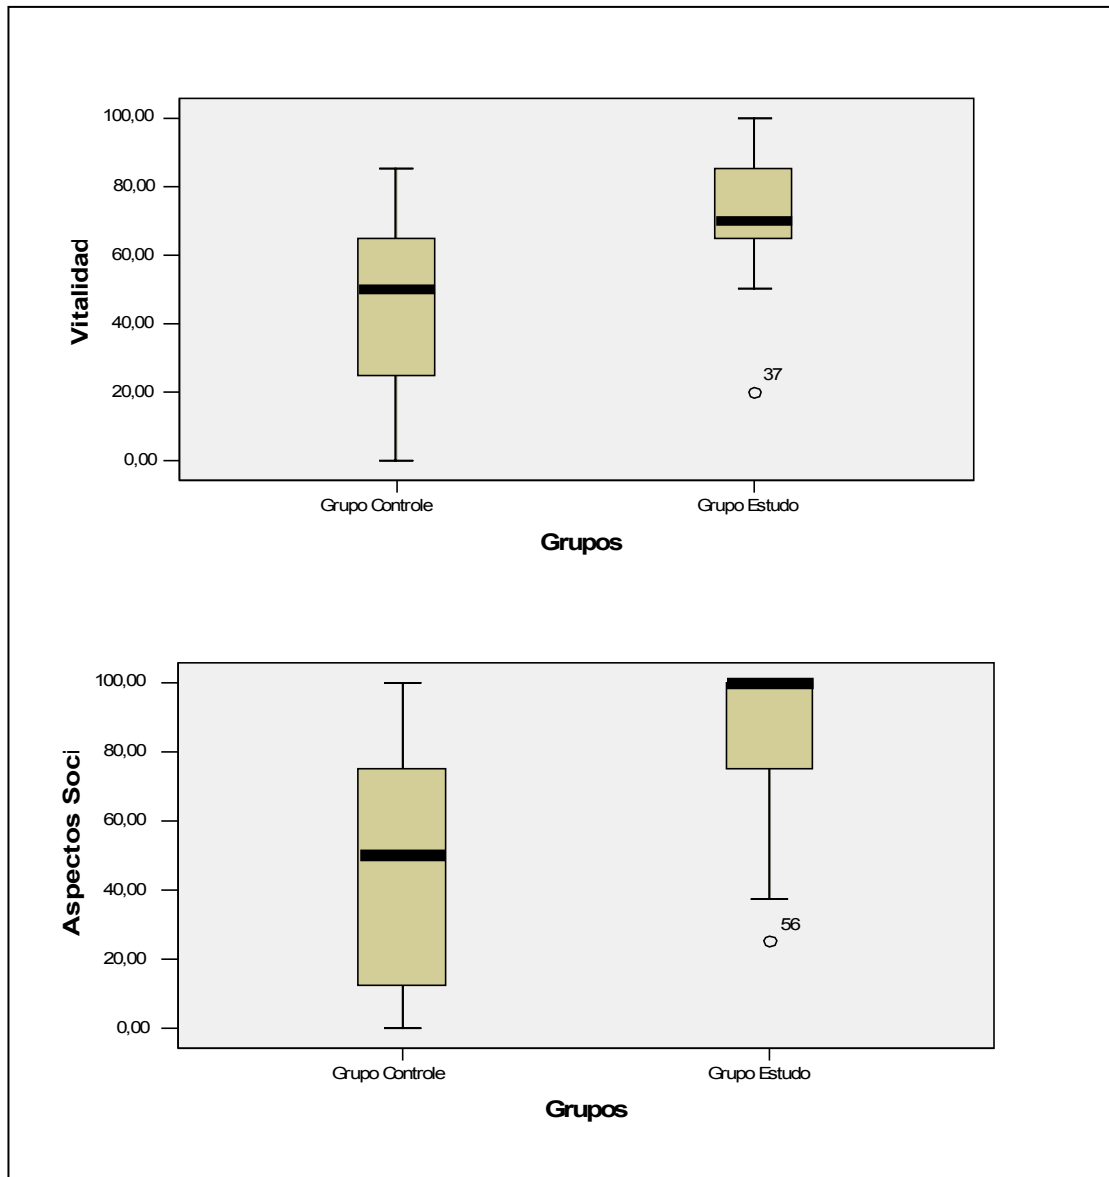 100,00
80,00
60,00
40,00
20,00
0,00
Vitalidad
37
Grupo Controle
Grupo Estudo
Grupos
100,00
80,00
60,00
40,00
20,00
0,00
Aspectos Soci
56
Grupo Controle
Grupo Estudo
Grupos